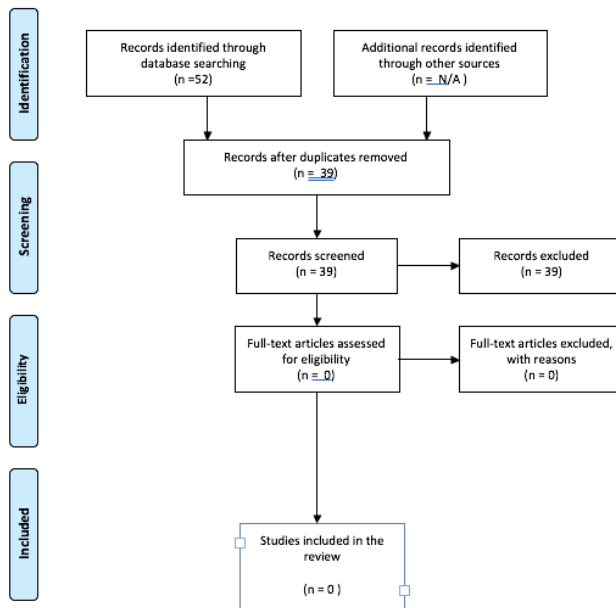 Identification
Records identified through
database searching
(n =52)
Additional records identified
through other sources
(n = N/A )
Records after duplicates removed
(n = 39)
Screening
Records screened
(n = 39)
Records excluded
(n = 39)
Eligibility
Full-text articles assessed
for eligibility
(n = 0)
Full-text articles excluded,
with reasons
(n = 0)
Included
Studies included in the
review
(n = 0 )